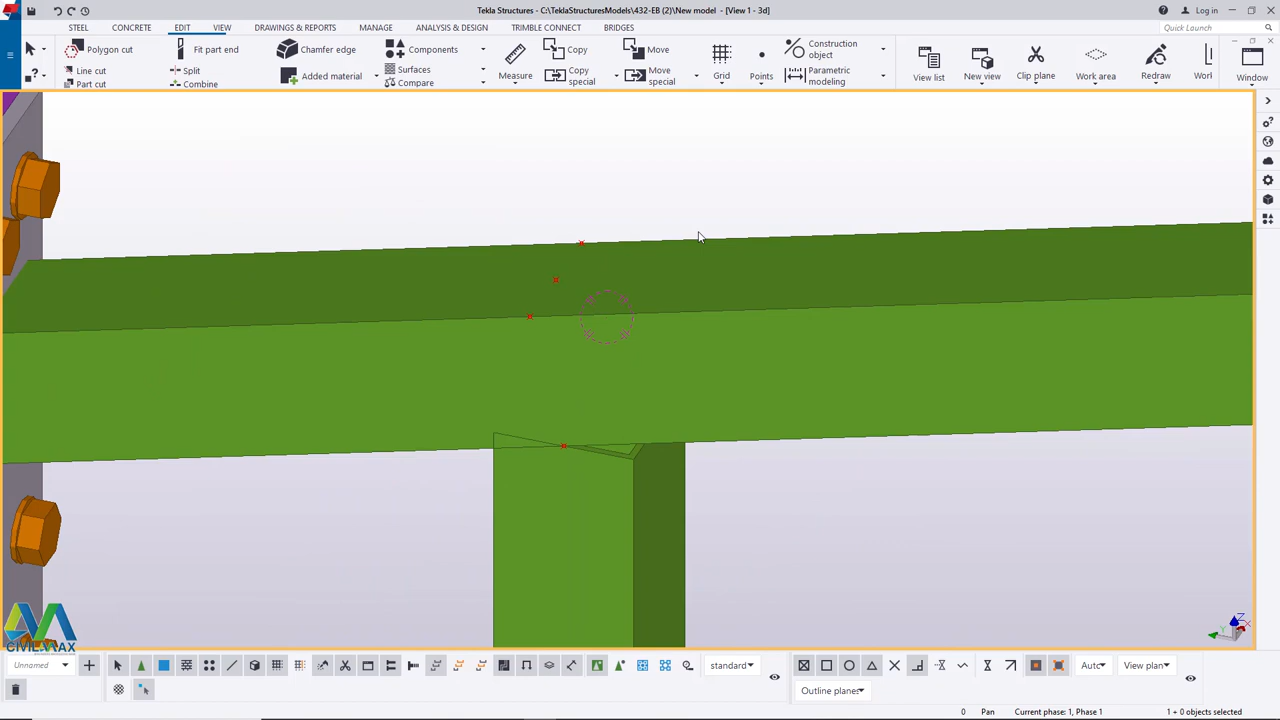 Tekla Structures - C:\TeklaStructuresModels\432-EB (2)\New model - [View 1 - 3d]
Log in
STEEL CONCRETE EDIT VIEW DRAWINGS & REPORTS MANAGE ANALYSIS & DESIGN TRIMBLE CONNECT BRIDGES
Quick Launch
Polygon cut Fit part end Chamfer edge Components Copy Move Construction object
Line cut Split Added material Surfaces Measure Copy special Move special Grid Points Parametric modeling View list New view Clip plane Work area Redraw Worl Window
Part cut Combine Compare
CIVILMAX
Unnamed standard Auto View plan
Outline planes
0 Pan Current phase: 1, Phase 1 1 + 0 objects selected